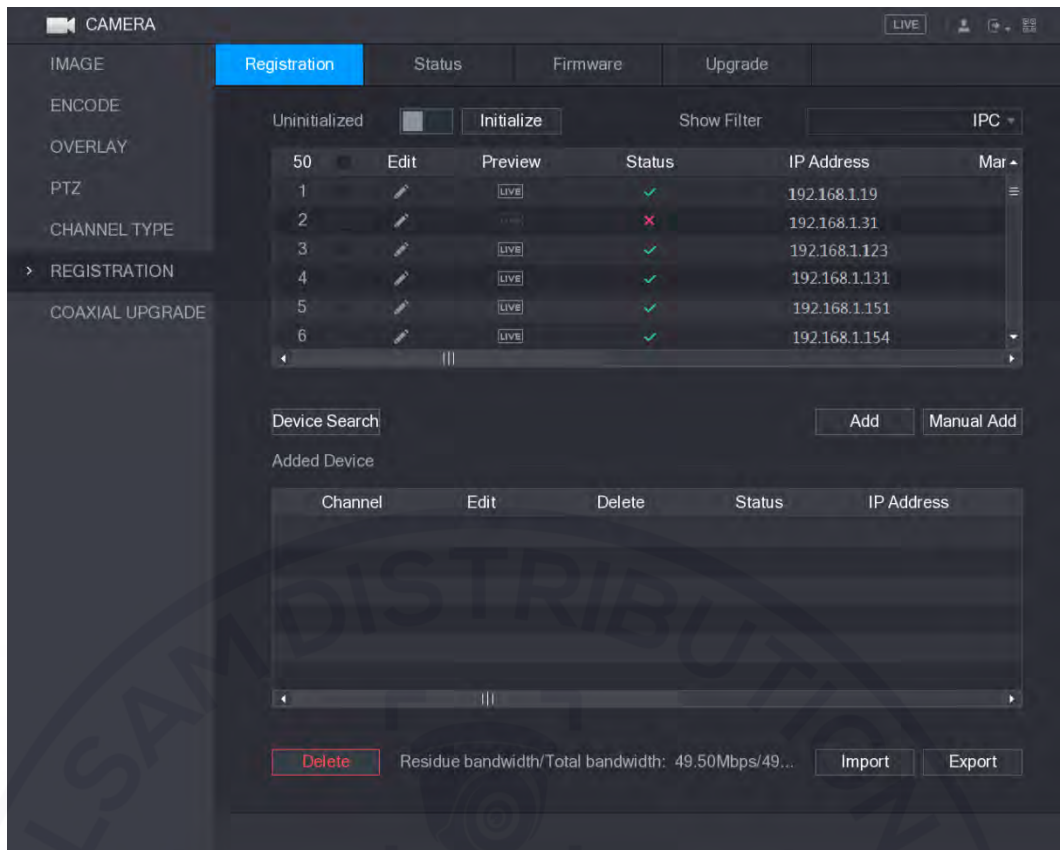 CAMERA LIVE
IMAGE Registration Status Firmware Upgrade
ENCODE
Uninitialized Initialize Show Filter IPC
OVERLAY
50 Edit Preview Status IP Address Mar
PTZ
1 LIVE 192.168.1.19
2 192.168.1.31
CHANNEL TYPE
3 LIVE 192.168.1.123
REGISTRATION
4 LIVE 192.168.1.131
5 LIVE 192.168.1.151
COAXIAL UPGRADE
6 LIVE 192.168.1.154
Device Search Add Manual Add
Added Device
Channel Edit Delete Status IP Address
Delete Residue bandwidth/Total bandwidth: 49.50Mbps/49... Import Export
SAMDISTRIBUTION